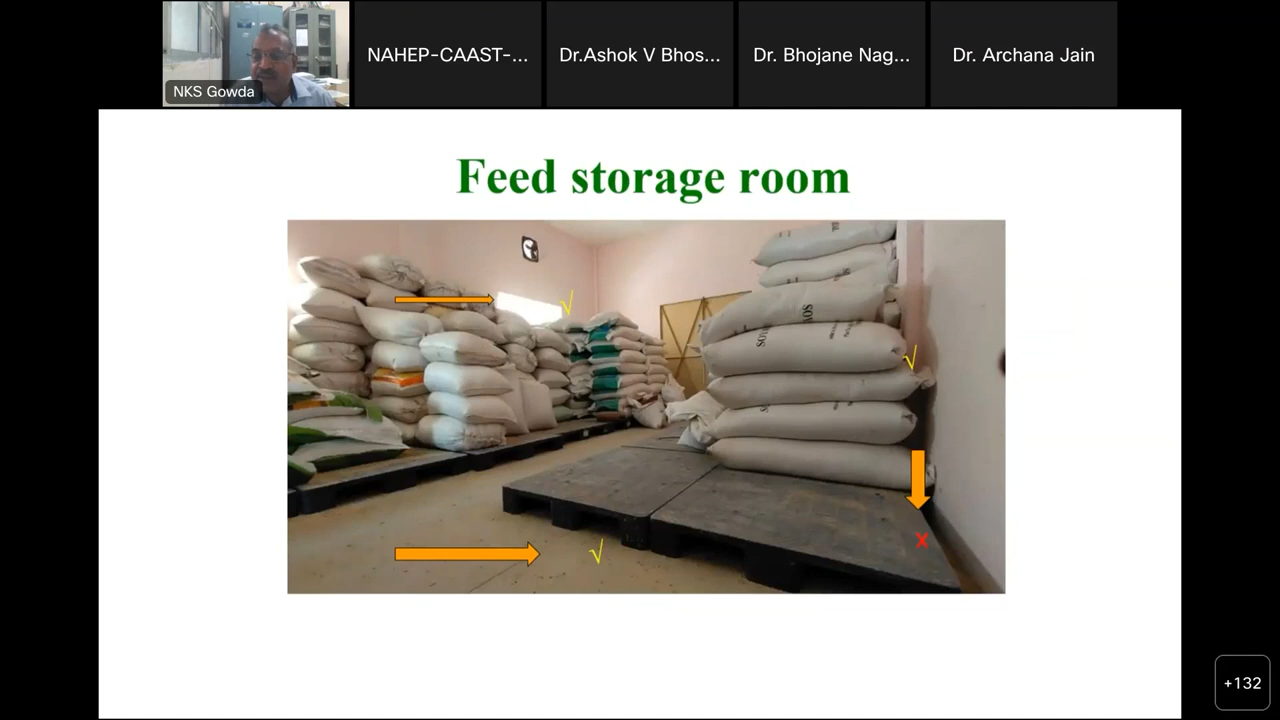 NKS Gowda
NAHEP-CAAST-...
Dr.Ashok V Bhos...
Dr. Bhojane Nag...
Dr. Archana Jain
Feed storage room
√
√
√
x
+132